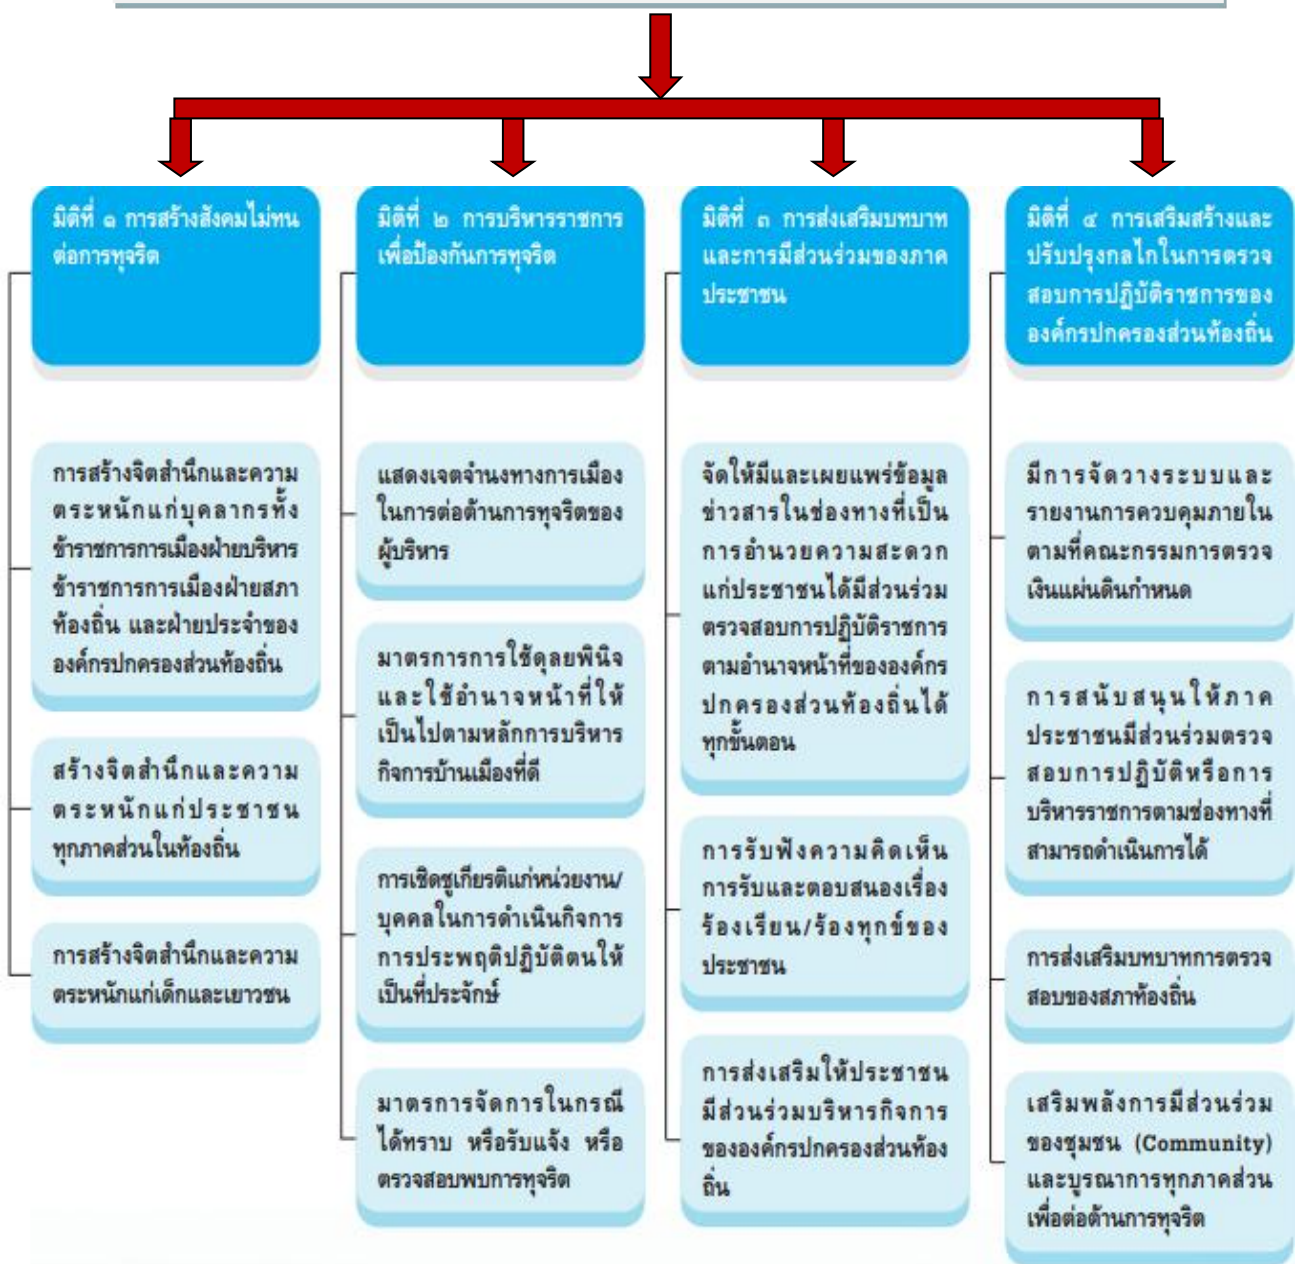 มิติที่ ๑ การสร้างสังคมไม่ทน
ต่อการทุจริต
การสร้างจิตสำนึกและความ
ตระหนักแก่บุคลากรทั้ง
ข้าราชการการเมืองฝ่ายบริหาร
ข้าราชการการเมืองฝ่ายสภา
ท้องถิ่น และฝ่ายประจำของ
องค์กรปกครองส่วนท้องถิ่น
สร้างจิตสำนึกและความ
ตระหนักแก่ประชาชน
ทุกภาคส่วนในท้องถิ่น
การสร้างจิตสำนึกและความ
ตระหนักแก่เด็กและเยาวชน
มิติที่ ๒ การบริหารราชการ
เพื่อป้องกันการทุจริต
แสดงเจตจำนงทางการเมือง
ในการต่อต้านการทุจริตของ
ผู้บริหาร
มาตรการการใช้ดุลยพินิจ
และใช้อำนาจหน้าที่ให้
เป็นไปตามหลักการบริหาร
กิจการบ้านเมืองที่ดี
การเชิดชูเกียรติแก่หน่วยงาน/
บุคคลในการดำเนินกิจการ
การประพฤติปฏิบัติตนให้
เป็นที่ประจักษ์
มาตรการจัดการในกรณี
ได้ทราบ หรือรับแจ้ง หรือ
ตรวจสอบพบการทุจริต
มิติที่ ๓ การส่งเสริมบทบาท
และการมีส่วนร่วมของภาค
ประชาชน
จัดให้มีและเผยแพร่ข้อมูล
ข่าวสารในช่องทางที่เป็น
การอำนวยความสะดวก
แก่ประชาชนได้มีส่วนร่วม
ตรวจสอบการปฏิบัติราชการ
ตามอำนาจหน้าที่ขององค์กร
ปกครองส่วนท้องถิ่นได้
ทุกขั้นตอน
การรับฟังความคิดเห็น
การรับและตอบสนองเรื่อง
ร้องเรียน/ร้องทุกข์ของ
ประชาชน
การส่งเสริมให้ประชาชน
มีส่วนร่วมบริหารกิจการ
ขององค์กรปกครองส่วนท้อง
ถิ่น
มิติที่ ๔ การเสริมสร้างและ
ปรับปรุงกลไกในการตรวจ
สอบการปฏิบัติราชการของ
องค์กรปกครองส่วนท้องถิ่น
มีการจัดวางระบบและ
รายงานการควบคุมภายใน
ตามที่คณะกรรมการตรวจ
เงินแผ่นดินกำหนด
การสนับสนุนให้ภาค
ประชาชนมีส่วนร่วมตรวจ
สอบการปฏิบัติหรือการ
บริหารราชการตามช่องทางที่
สามารถดำเนินการได้
การส่งเสริมบทบาทการตรวจ
สอบของสภาท้องถิ่น
เสริมพลังการมีส่วนร่วม
ของชุมชน (Community)
และบูรณาการทุกภาคส่วน
เพื่อต่อต้านการทุจริต